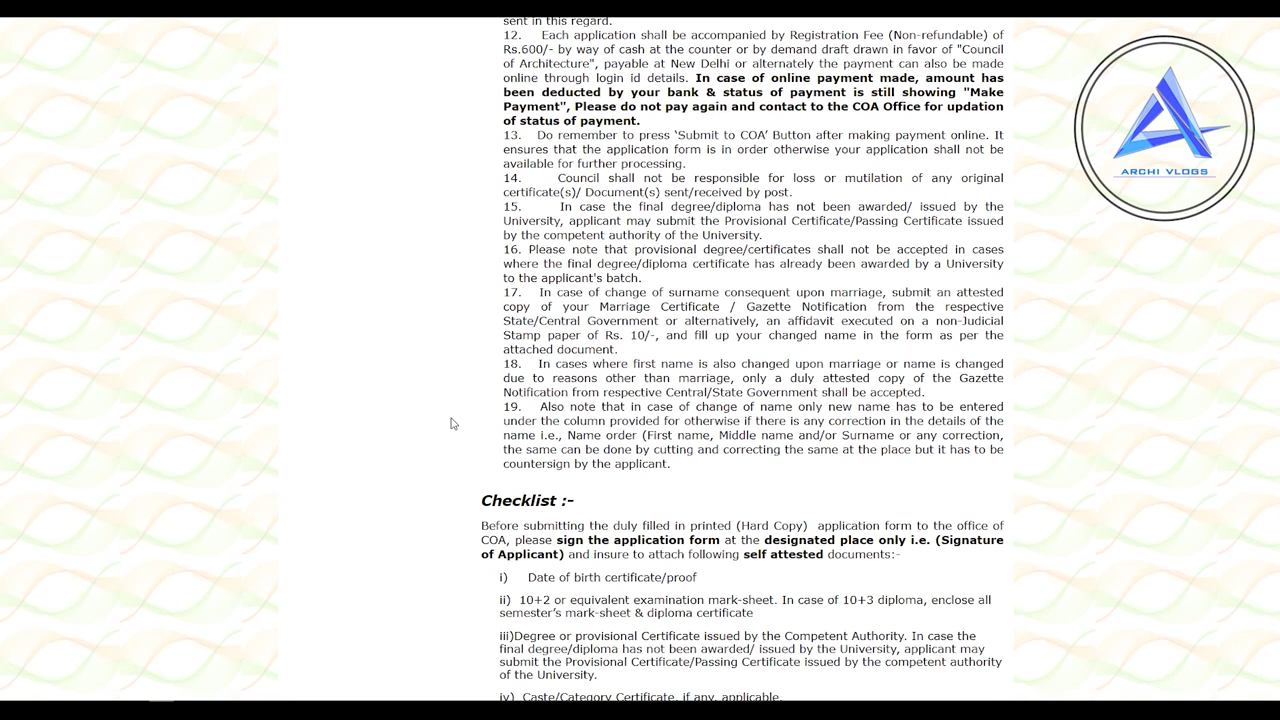 sent in this regard.
12. Each application shall be accompanied by Registration Fee (Non-refundable) of
Rs.600/- by way of cash at the counter or by demand draft drawn in favor of "Council
of Architecture", payable at New Delhi or alternately the payment can also be made
online through login id details. In case of online payment made, amount has
been deducted by your bank & status of payment is still showing "Make
Payment", Please do not pay again and contact to the COA Office for updation
of status of payment.
13. Do remember to press ‘Submit to COA’ Button after making payment online. It
ensures that the application form is in order otherwise your application shall not be
available for further processing.
14. Council shall not be responsible for loss or mutilation of any original
certificate(s)/ Document(s) sent/received by post.
15. In case the final degree/diploma has not been awarded/ issued by the
University, applicant may submit the Provisional Certificate/Passing Certificate issued
by the competent authority of the University.
16. Please note that provisional degree/certificates shall not be accepted in cases
where the final degree/diploma certificate has already been awarded by a University
to the applicant's batch.
17. In case of change of surname consequent upon marriage, submit an attested
copy of your Marriage Certificate / Gazette Notification from the respective
State/Central Government or alternatively, an affidavit executed on a non-Judicial
Stamp paper of Rs. 10/-, and fill up your changed name in the form as per the
attached document.
18. In cases where first name is also changed upon marriage or name is changed
due to reasons other than marriage, only a duly attested copy of the Gazette
Notification from respective Central/State Government shall be accepted.
19. Also note that in case of change of name only new name has to be entered
under the column provided for otherwise if there is any correction in the details of the
name i.e., Name order (First name, Middle name and/or Surname or any correction,
the same can be done by cutting and correcting the same at the place but it has to be
countersign by the applicant.
Checklist :-
Before submitting the duly filled in printed (Hard Copy) application form to the office of
COA, please sign the application form at the designated place only i.e. (Signature
of Applicant) and insure to attach following self attested documents:-
i) Date of birth certificate/proof
ii) 10+2 or equivalent examination mark-sheet. In case of 10+3 diploma, enclose all
semester’s mark-sheet & diploma certificate
iii)Degree or provisional Certificate issued by the Competent Authority. In case the
final degree/diploma has not been awarded/ issued by the University, applicant may
submit the Provisional Certificate/Passing Certificate issued by the competent authority
of the University.
iv) Caste/Category Certificate, if any, applicable.
ARCHI VLOGS